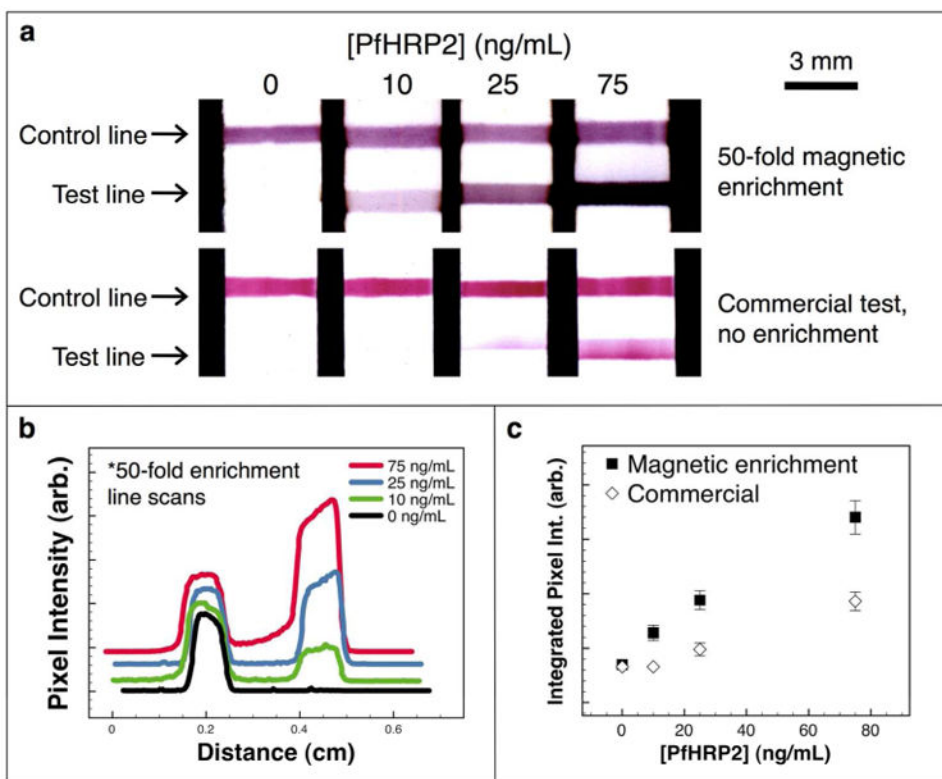 a
[PfHRP2] (ng/mL)
0 10 25 75
3 mm
Control line
Test line
50-fold magnetic
enrichment
Control line
Test line
Commercial test,
no enrichment
b
*50-fold enrichment
line scans
75 ng/mL
25 ng/mL
10 ng/mL
0 ng/mL
Pixel Intensity (arb.)
0 0.2 0.4 0.6
Distance (cm)
c
Magnetic enrichment
Commercial
Integrated Pixel Int. (arb.)
0 20 40 60 80
[PfHRP2] (ng/mL)